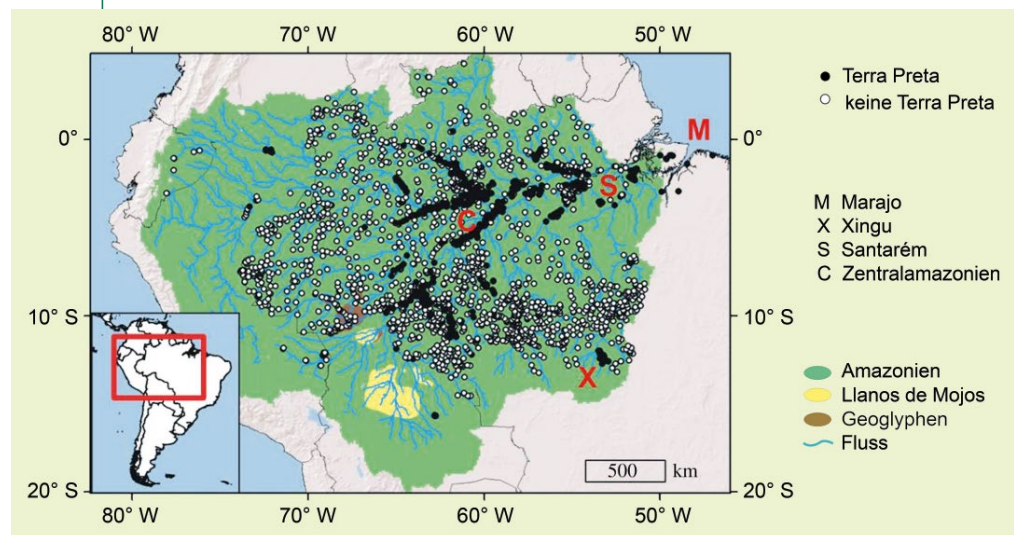 80° W 70° W 60° W 50° W
0° 0°
10° S 10° S
20° S 20° S
80° W 70° W 60° W 50° W
M
S
C
X
500 km
Terra Preta
keine Terra Preta
M Marajo
X Xingu
S Santarém
C Zentralamazonien
Amazonien
Llanos de Mojos
Geoglyphen
Fluss